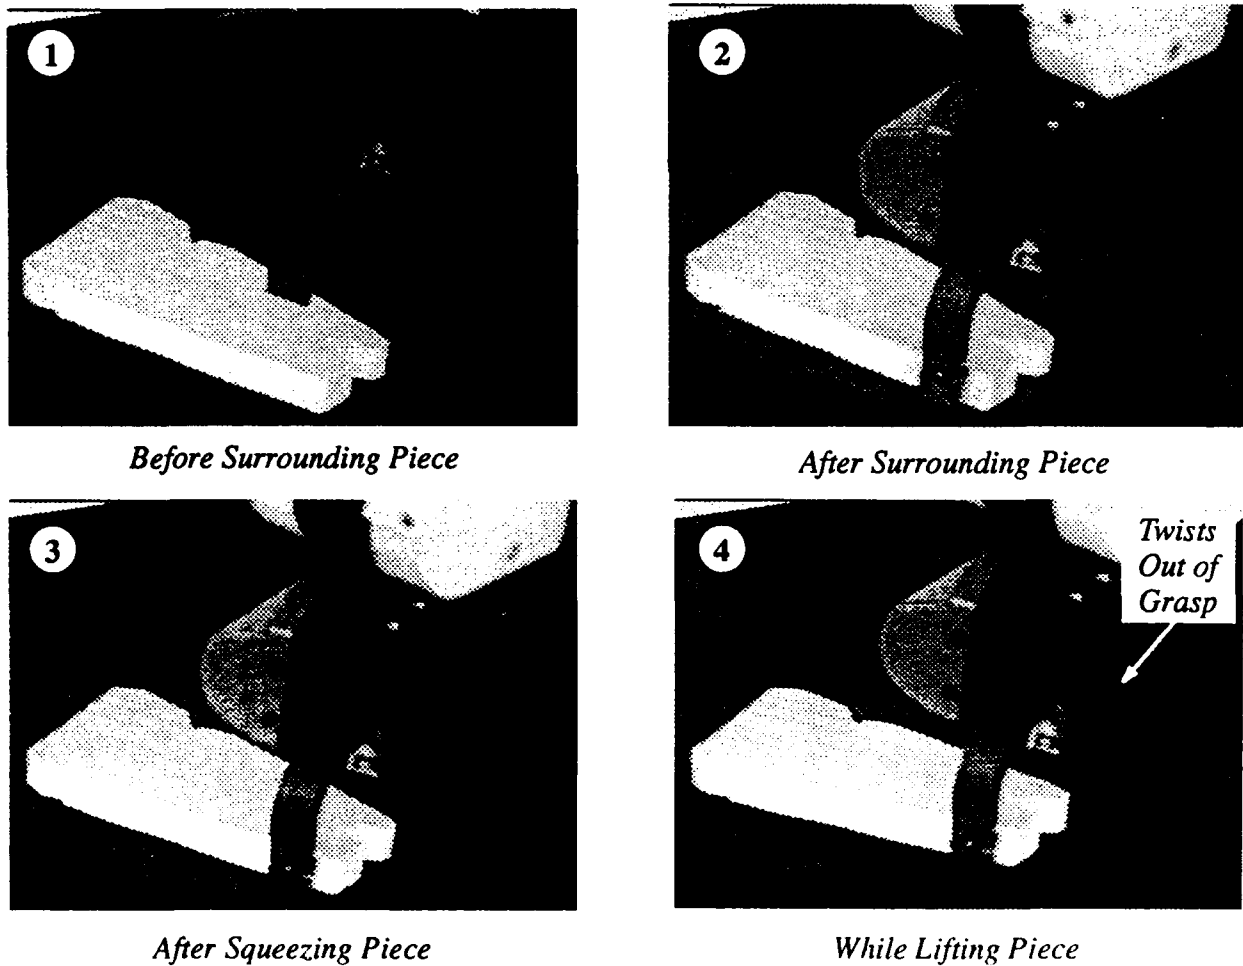 1
2
Before Surrounding Piece
After Surrounding Piece
3
4
Twists
Out of
Grasp
After Squeezing Piece
While Lifting Piece